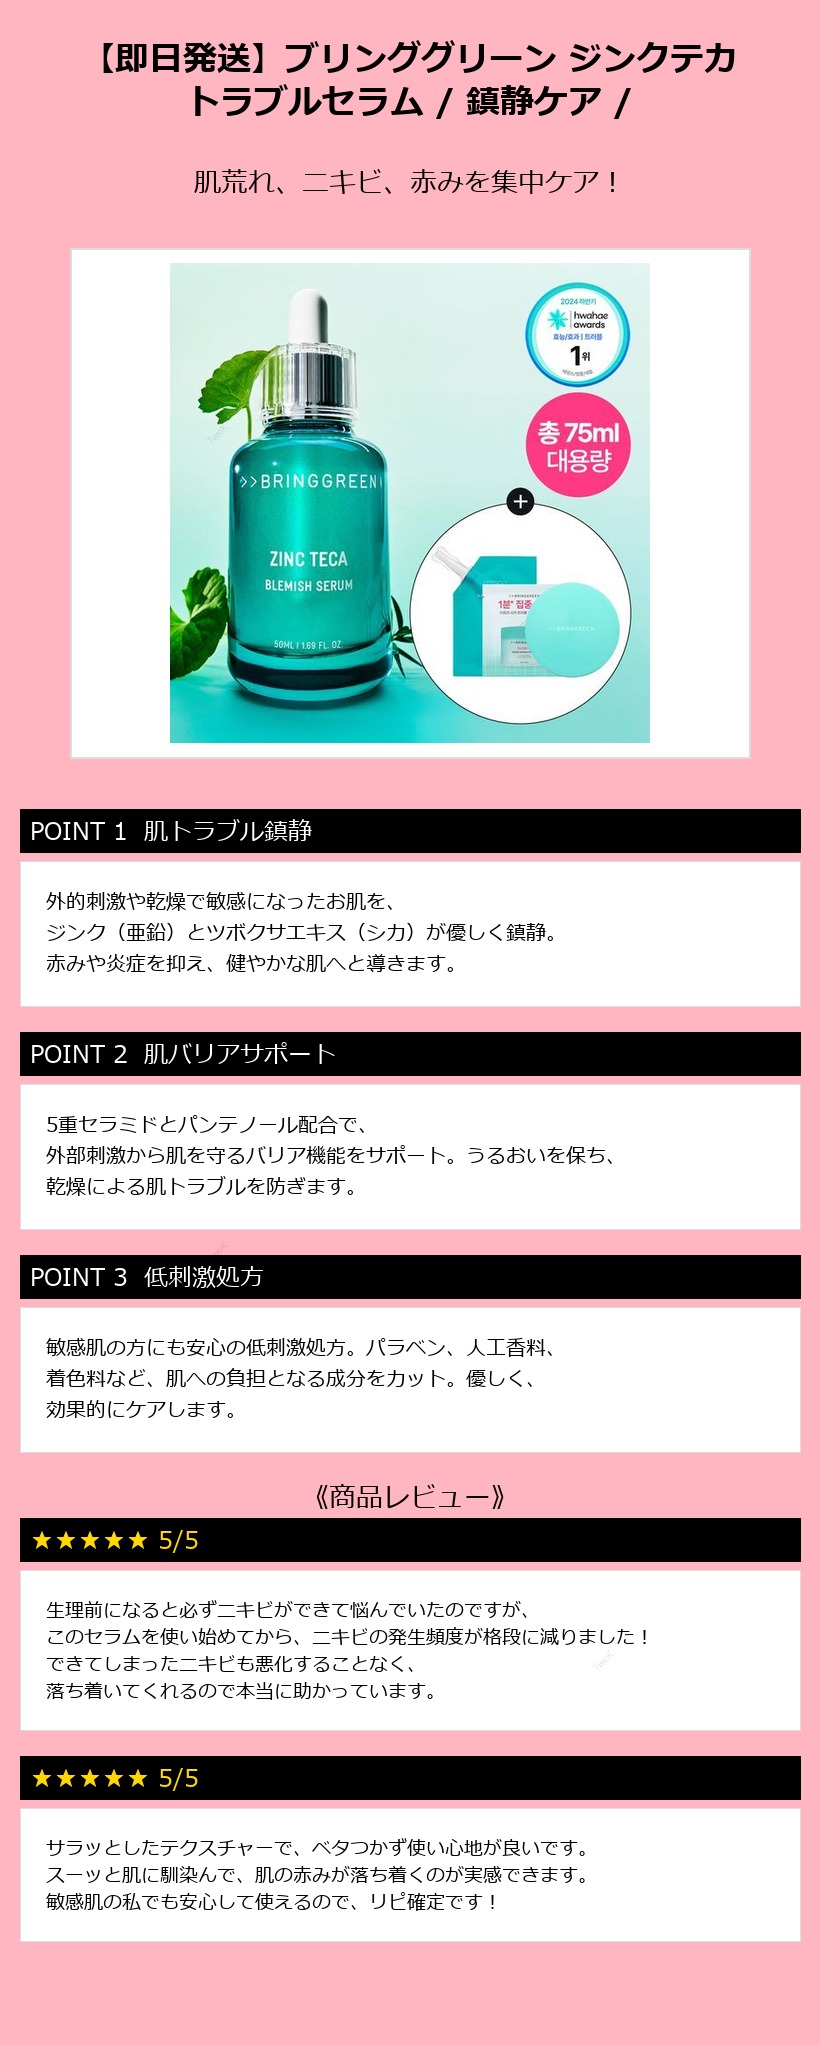 【即日発送】ブリンググリーン ジンクテカ
トラブルセラム / 鎮静ケア /
肌荒れ、ニキビ、赤みを集中ケア！
2024 하반기
hwahae
awards
효능/효과 | 트러블
1위
총 75ml
대용량
>>BRINGGREEN
ZINC TECA
BLEMISH SERUM
50ML | 1.69 FL. OZ.
+
>>BRINGGREEN
1분* 집중
>>BRINGGREEN
POINT 1 肌トラブル鎮静
外的刺激や乾燥で敏感になったお肌を、
ジンク（亜鉛）とツボクサエキス（シカ）が優しく鎮静。
赤みや炎症を抑え、健やかな肌へと導きます。
POINT 2 肌バリアサポート
5重セラミドとパンテノール配合で、
外部刺激から肌を守るバリア機能をサポート。うるおいを保ち、
乾燥による肌トラブルを防ぎます。
POINT 3 低刺激処方
敏感肌の方にも安心の低刺激処方。パラベン、人工香料、
着色料など、肌への負担となる成分をカット。優しく、
効果的にケアします。
《商品レビュー》
★★★★★ 5/5
生理前になると必ずニキビができて悩んでいたのですが、
このセラムを使い始めてから、ニキビの発生頻度が格段に減りました！
できてしまったニキビも悪化することなく、
落ち着いてくれるので本当に助かっています。
★★★★★ 5/5
サラッとしたテクスチャーで、ベタつかず使い心地が良いです。
スーッと肌に馴染んで、肌の赤みが落ち着くのが実感できます。
敏感肌の私でも安心して使えるので、リピ確定です！